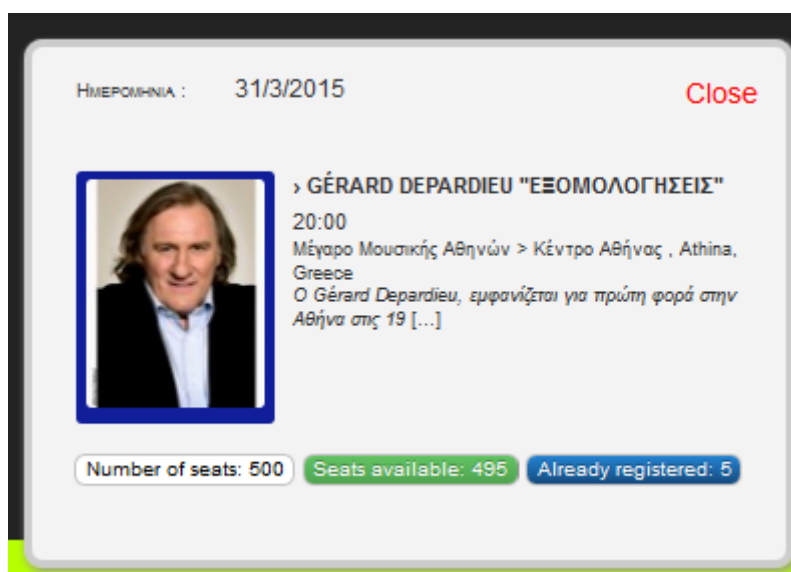 Ημερομηνια : 31/3/2015
Close
› GÉRARD DEPARDIEU "ΕΞΟΜΟΛΟΓΗΣΕΙΣ"
20:00
Μέγαρο Μουσικής Αθηνών > Κέντρο Αθήνας , Athina,
Greece
Ο Gérard Depardieu, εμφανίζεται για πρώτη φορά στην
Αθήνα στις 19 […]
Number of seats: 500 Seats available: 495 Already registered: 5